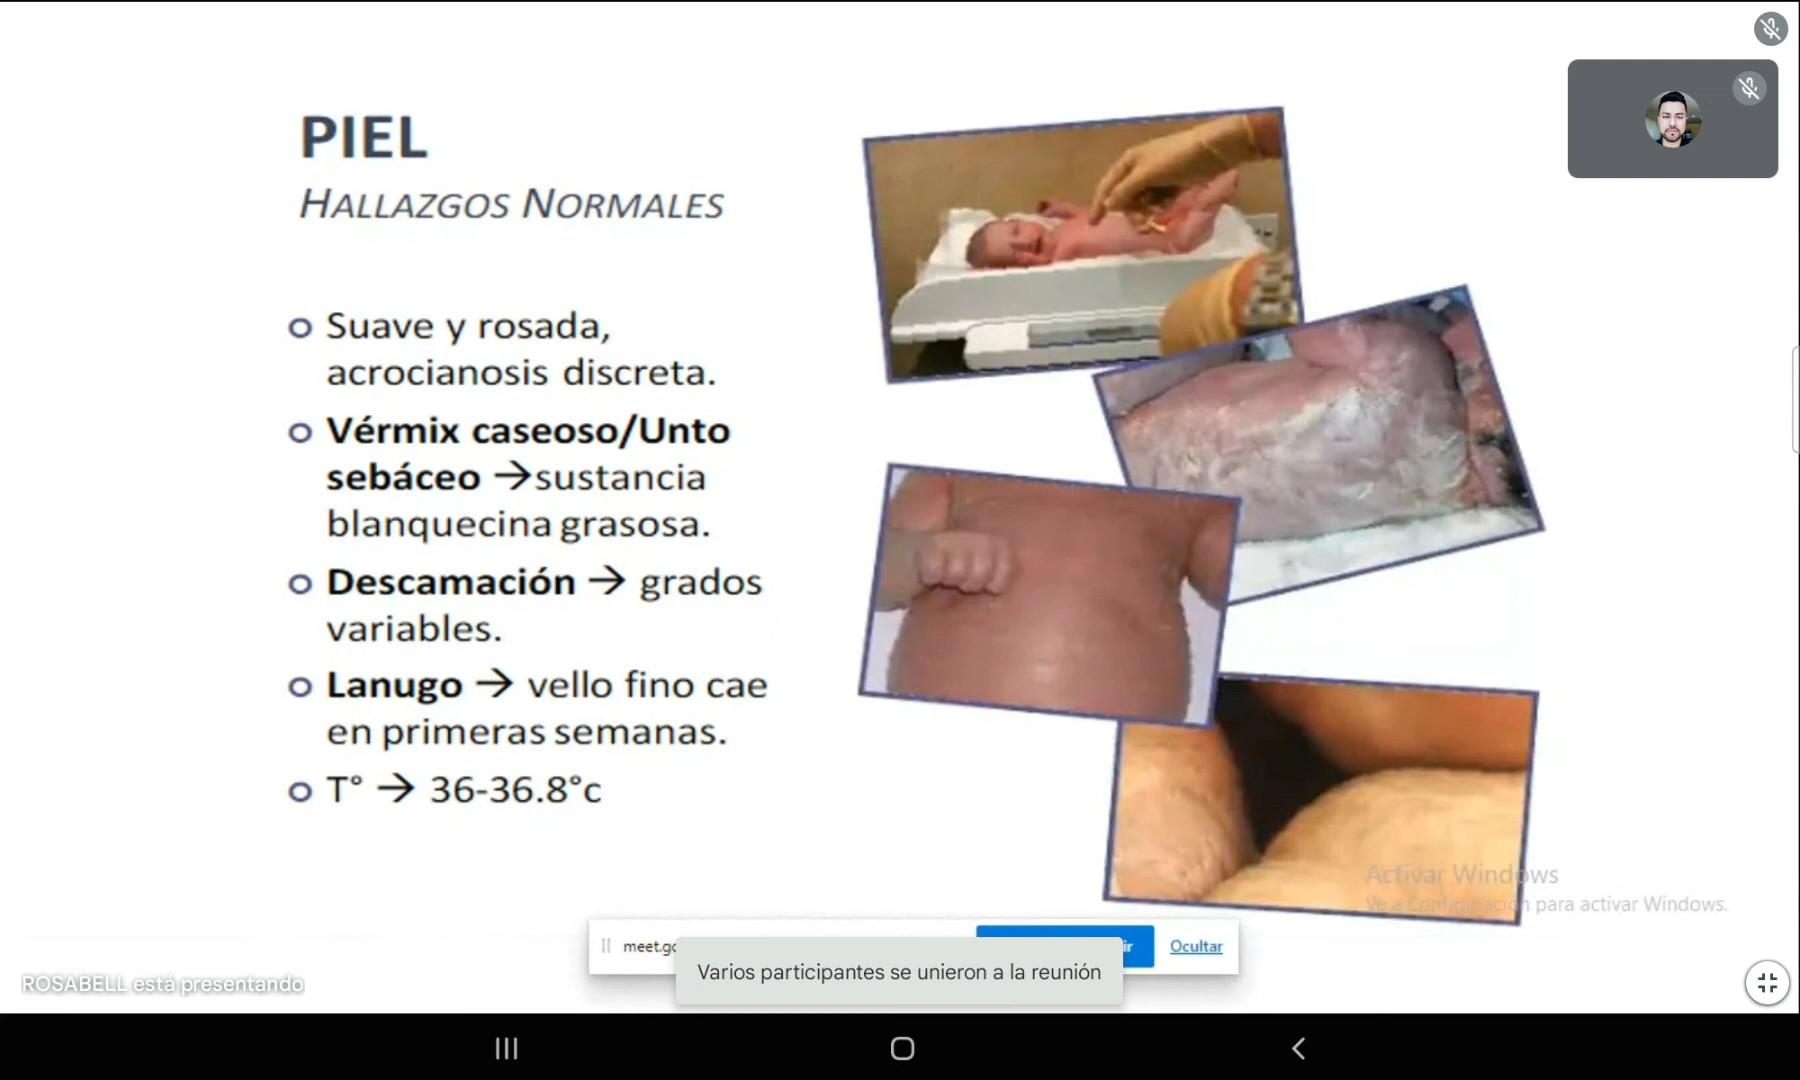 PIEL
HALLAZGOS NORMALES
Suave y rosada,
acrocianosis discreta.
Vérmix caseoso/Unto
sebáceo →sustancia
blanquecina grasosa.
Descamación → grados
variables.
Lanugo → vello fino cae
en primeras semanas.
T° → 36-36.8°c
Activar Windows
Ve a Configuración para activar Windows.
Ocultar
Varios participantes se unieron a la reunión
ROSABELL está presentando